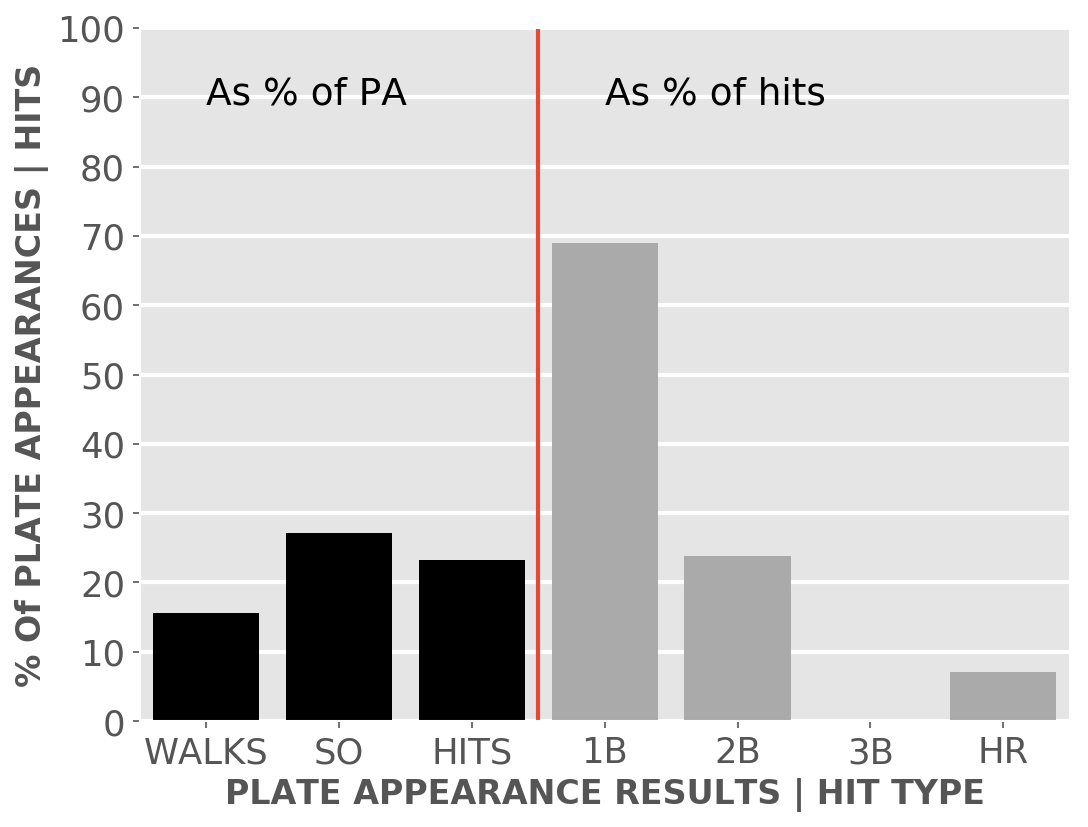 100
90
80
70
60
50
40
30
20
10
0
% Of PLATE APPEARANCES | HITS
As % of PA
As % of hits
WALKS SO HITS 1B 2B 3B HR
PLATE APPEARANCE RESULTS | HIT TYPE